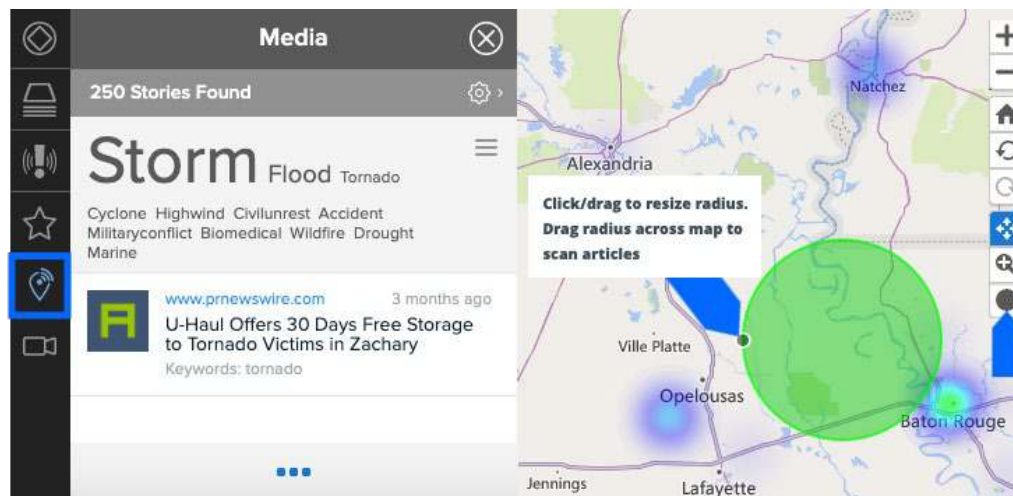 Media
250 Stories Found
Storm Flood Tornado
Cyclone Highwind Civilunrest Accident
Militaryconflict Biomedical Wildfire Drought
Marine
www.prnewswire.com 3 months ago
U-Haul Offers 30 Days Free Storage
to Tornado Victims in Zachary
Keywords: tornado
Natchez
Alexandria
Click/drag to resize radius.
Drag radius across map to
scan articles
Ville Platte
Opelousas
Baton Rouge
Jennings
Lafayette